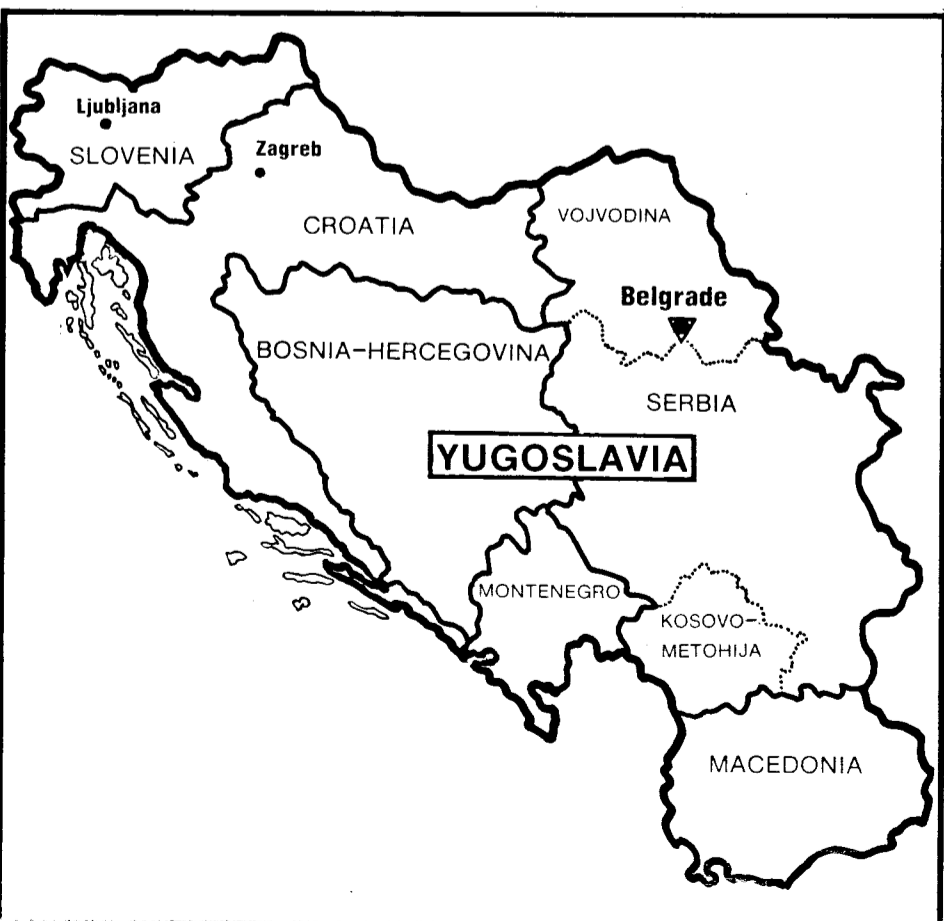 Ljubljana
SLOVENIA
Zagreb
CROATIA
VOJVODINA
Belgrade
BOSNIA-HERCEGOVINA
SERBIA
YUGOSLAVIA
MONTENEGRO
KOSOVO-
METOHIJA
MACEDONIA